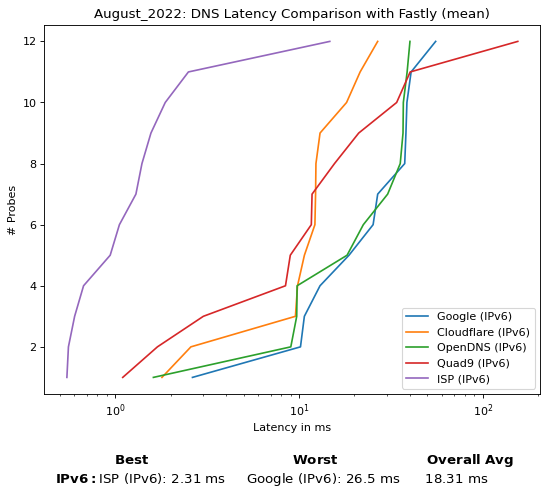 August_2022: DNS Latency Comparison with Fastly (mean)
12
10
8
6
4
2
# Probes
Google (IPv6)
Cloudflare (IPv6)
OpenDNS (IPv6)
Quad9 (IPv6)
ISP (IPv6)
10⁰ 10¹ 10²
Latency in ms
Best Worst Overall Avg
IPv6: ISP (IPv6): 2.31 ms Google (IPv6): 26.5 ms 18.31 ms